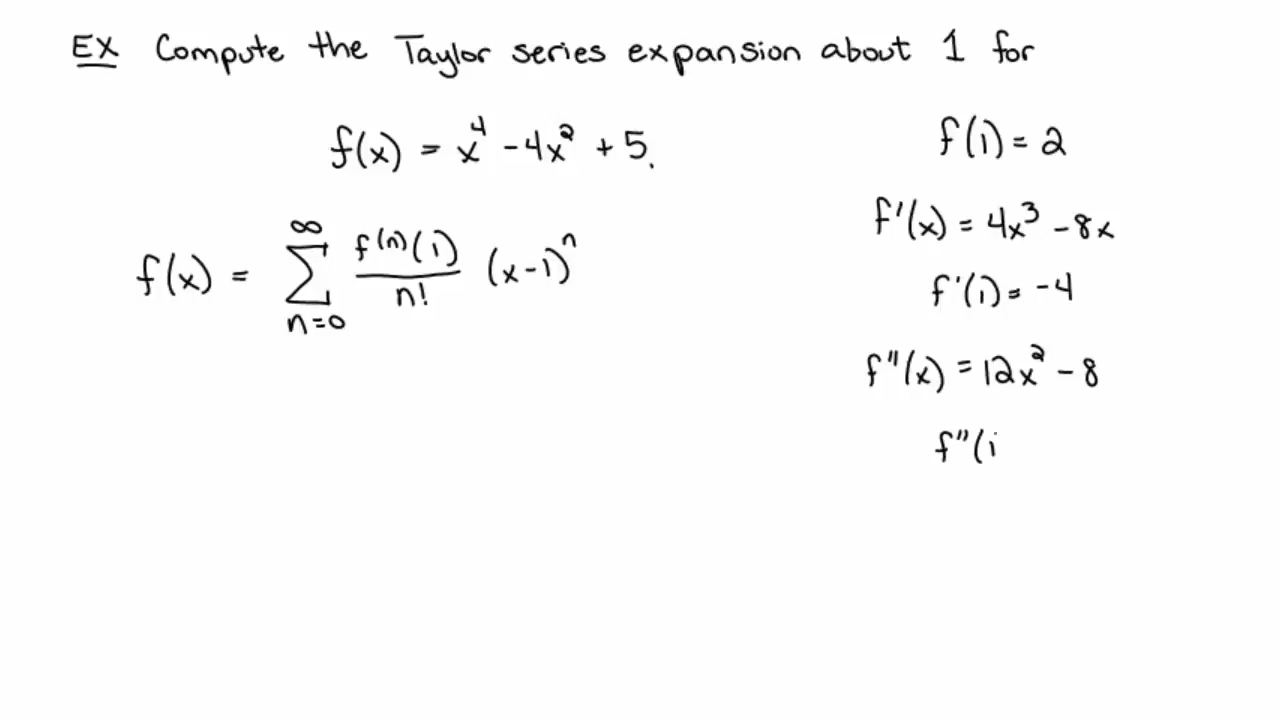 EX Compute the Taylor series expansion about 1 for
f(x) = x⁴ - 4x² + 5.
f(x) = ∑_{n=0}^{∞} f⁽ⁿ⁾(1)/n! (x-1)ⁿ
f(1) = 2
f'(x) = 4x³ - 8x
f'(1) = -4
f''(x) = 12x² - 8
f''(1